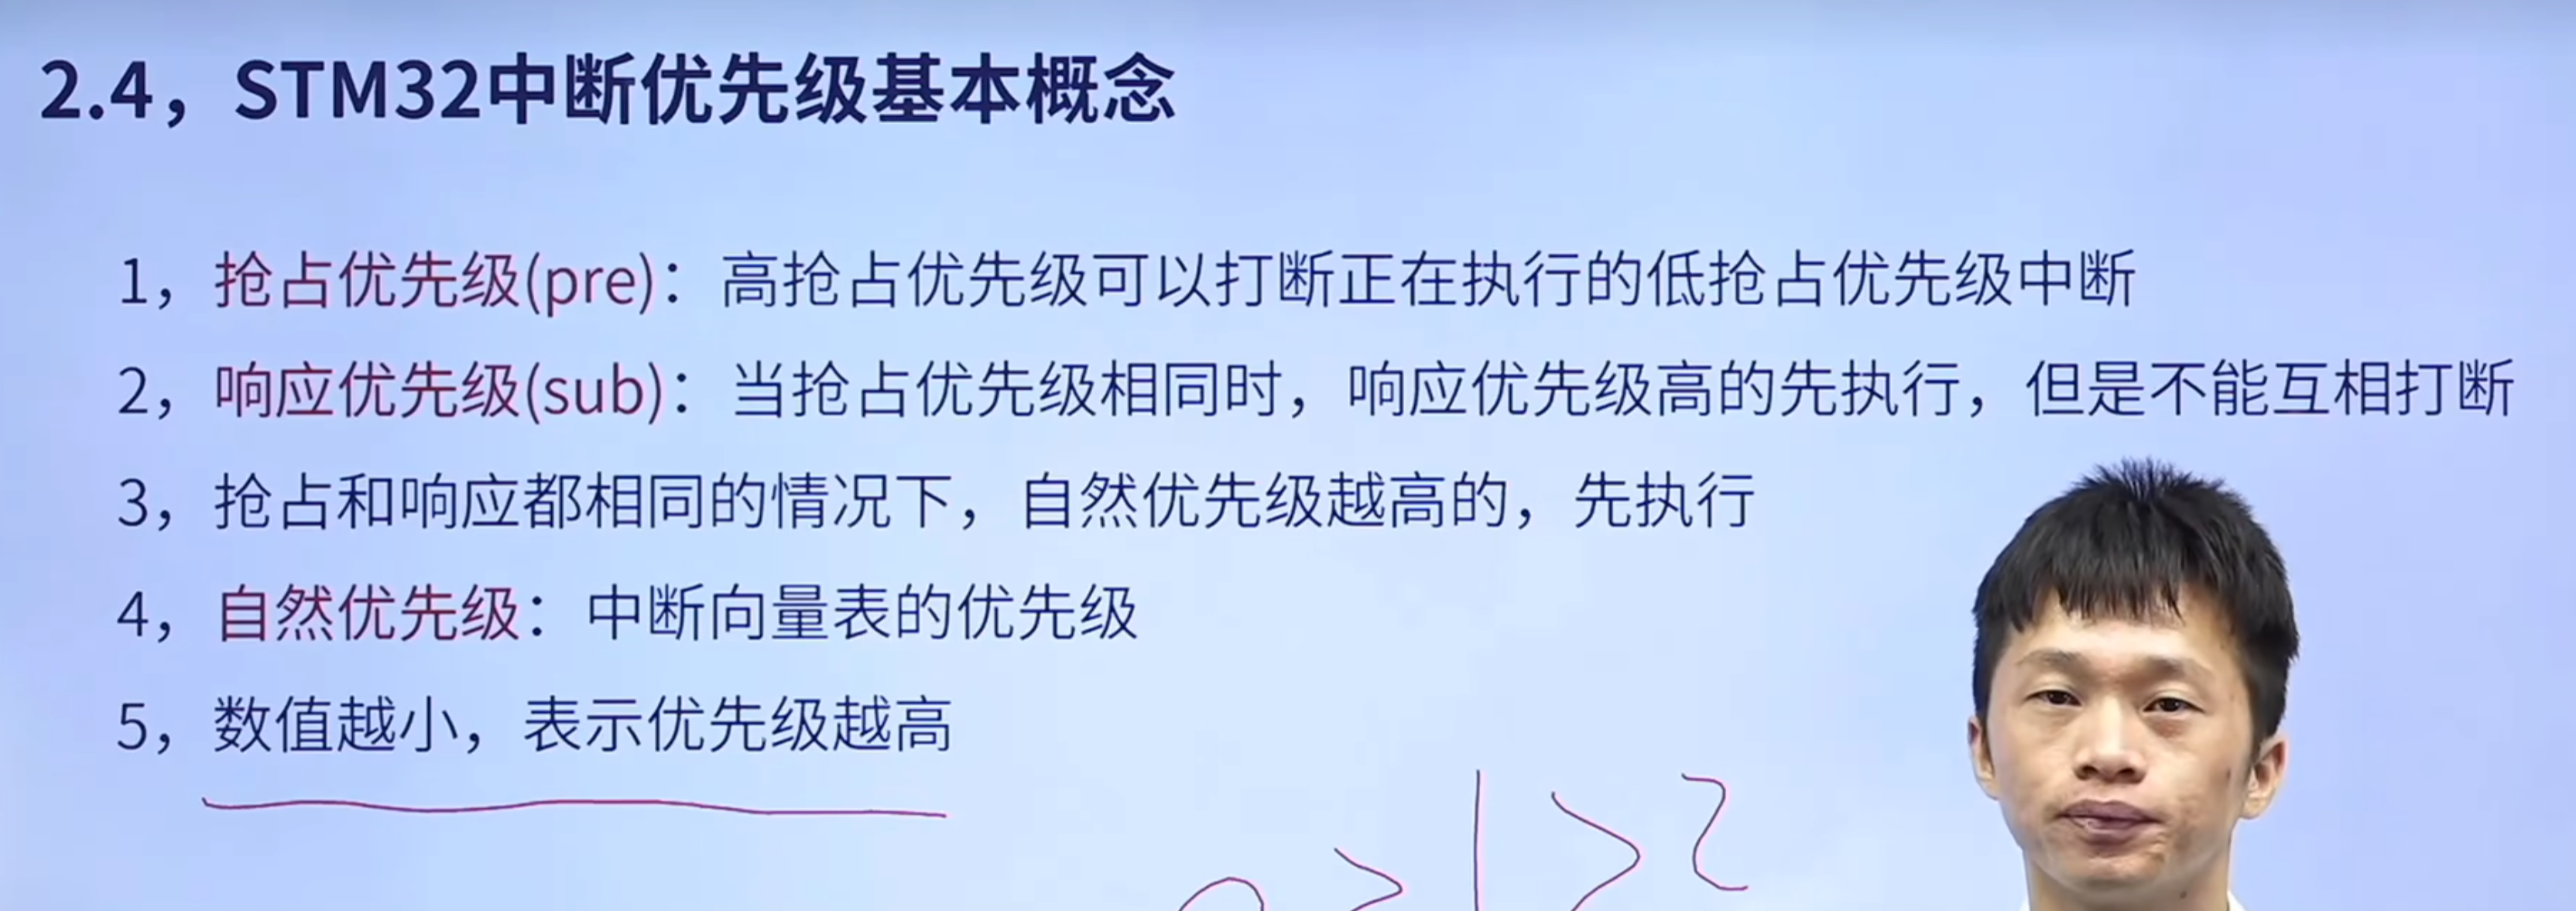 2.4，STM32中断优先级基本概念
1，抢占优先级(pre)：高抢占优先级可以打断正在执行的低抢占优先级中断
2，响应优先级(sub)：当抢占优先级相同时，响应优先级高的先执行，但是不能互相打断
3，抢占和响应都相同的情况下，自然优先级越高的，先执行
4，自然优先级：中断向量表的优先级
5，数值越小，表示优先级越高
0 > 1 > 2